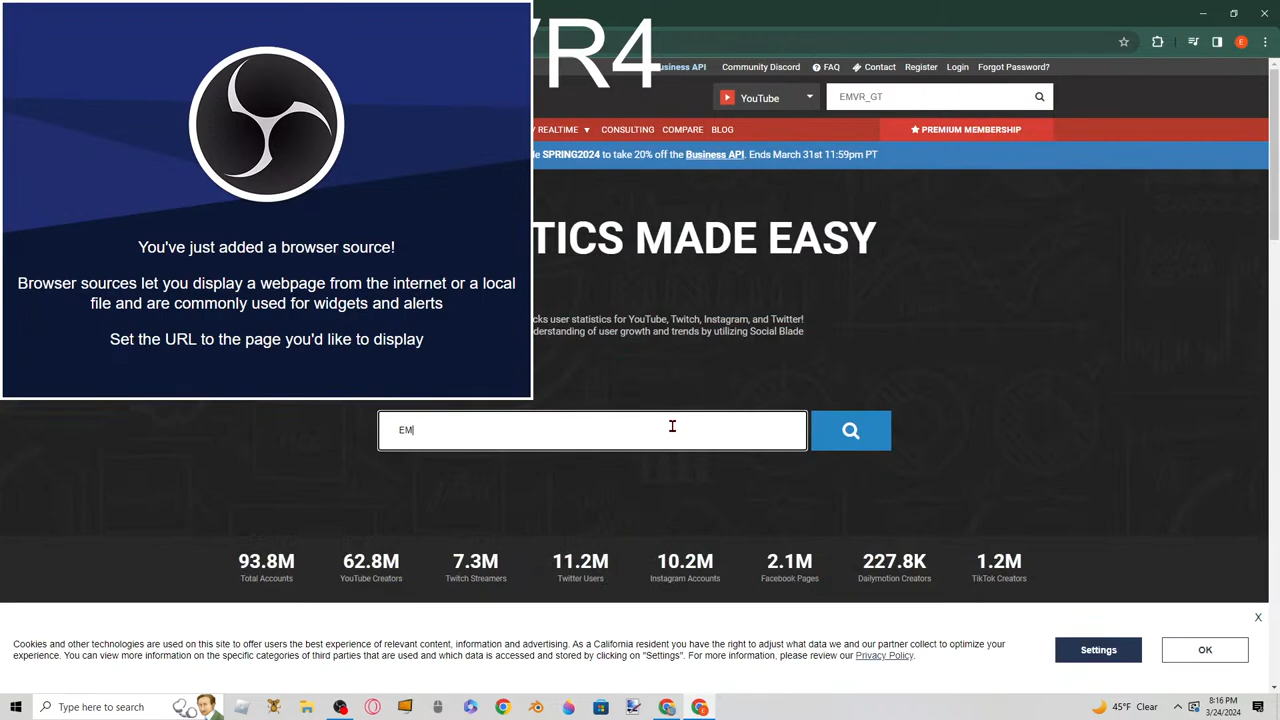 R4
usiness API
Community Discord
FAQ
Contact
Register
Login
Forgot Password?
E
YouTube
EMVR_GT
REALTIME
CONSULTING
COMPARE
BLOG
PREMIUM MEMBERSHIP
SPRING2024 to take 20% off the Business API. Ends March 31st 11:59pm PT
You've just added a browser source!
Browser sources let you display a webpage from the internet or a local
file and are commonly used for widgets and alerts
Set the URL to the page you'd like to display
TICS MADE EASY
cks user statistics for YouTube, Twitch, Instagram, and Twitter!
derstanding of user growth and trends by utilizing Social Blade
EM
93.8M
Total Accounts
62.8M
YouTube Creators
7.3M
Twitch Streamers
11.2M
Twitter Users
10.2M
Instagram Accounts
2.1M
Facebook Pages
227.8K
Dailymotion Creators
1.2M
TikTok Creators
X
Cookies and other technologies are used on this site to offer users the best experience of relevant content, information and advertising. As a California resident you have the right to adjust what data we and our partner collect to optimize your
experience. You can view more information on the specific categories of third parties that are used and which data is accessed and stored by clicking on "Settings". For more information, please review our Privacy Policy.
Settings
OK
Type here to search
45°F Clear
8:16 PM
3/24/2024